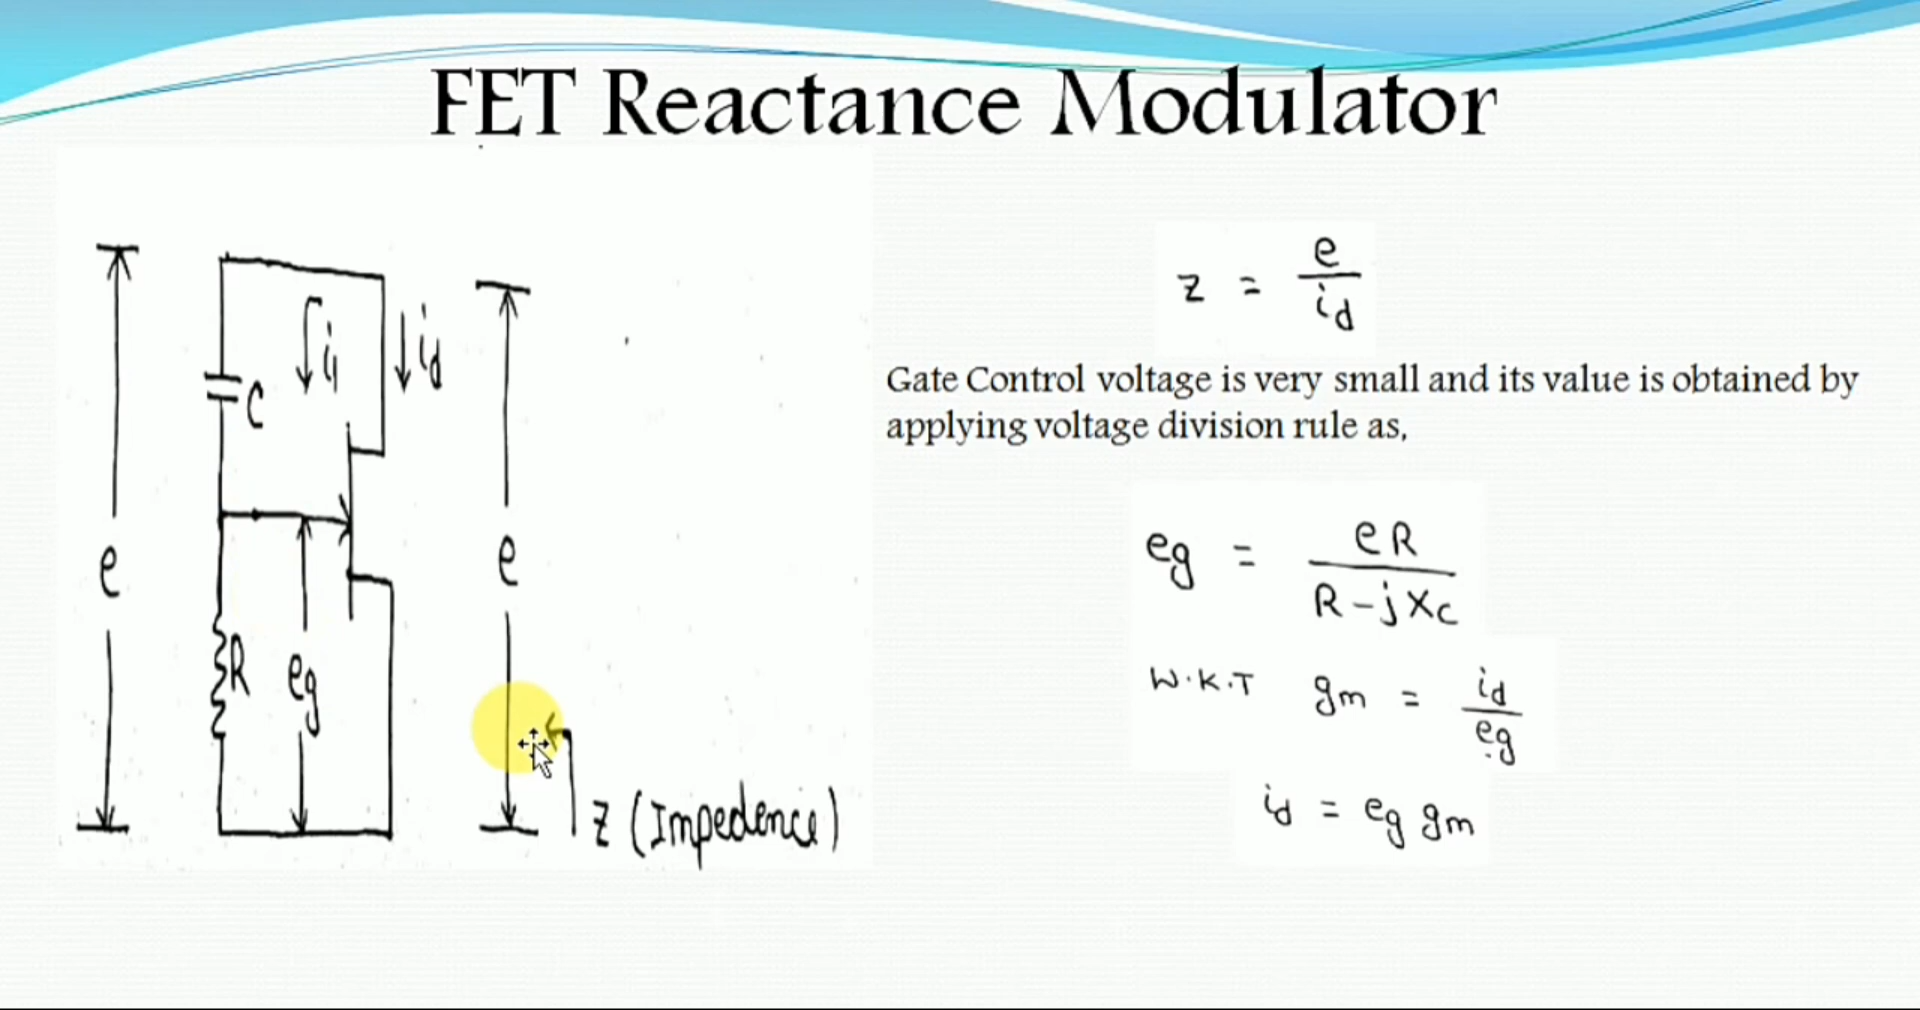 FET Reactance Modulator
e
C
i1
id
R
eg
e
z (Impedence)
z = e / id
Gate Control voltage is very small and its value is obtained by
applying voltage division rule as,
eg = eR / R-jXc
W.K.T gm = id / eg
id = eg gm